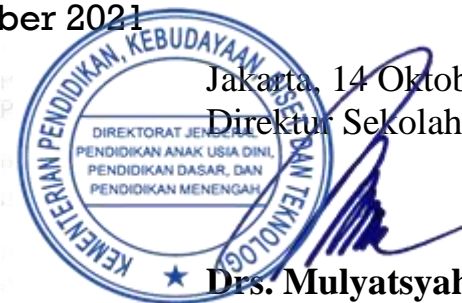 ber 2021
Jakarta, 14 Oktob
Direktur Sekolah
KEMENTERIAN PENDIDIKAN, KEBUDAYAAN, RISET DAN TEKNOLOGI
DIREKTORAT JENDERAL
PENDIDIKAN ANAK USIA DINI,
PENDIDIKAN DASAR, DAN
PENDIDIKAN MENENGAH
Drs. Mulyatsyah